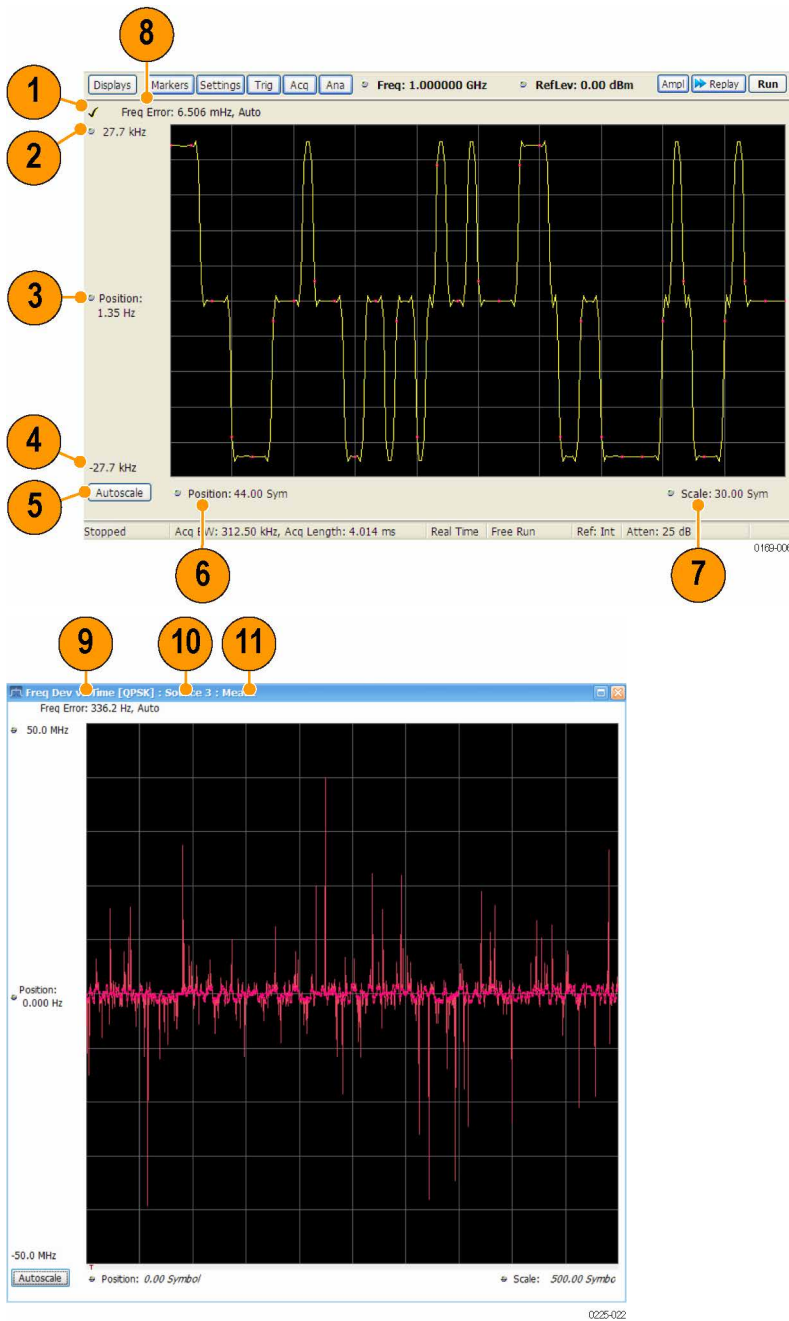 8
Displays Markers Settings Trig Acq Ana Freq: 1.000000 GHz RefLev: 0.00 dBm Ampl Replay Run
1
Freq Error: 6.506 mHz, Auto
2
27.7 kHz
3
Position:
1.35 Hz
4
-27.7 kHz
5
Autoscale Position: 44.00 Sym Scale: 30.00 Sym
Stopped Acq BW: 312.50 kHz, Acq Length: 4.014 ms Real Time Free Run Ref: Int Atten: 25 dB
0169-006
6 7
9 10 11
Freq Dev Time [QPSK] : 3 :
Freq Error: 336.2 Hz, Auto
50.0 MHz
Position:
0.000 Hz
-50.0 MHz
T
Autoscale Position: 0.00 Symbol Scale: 500.00 Symbo
0225-022